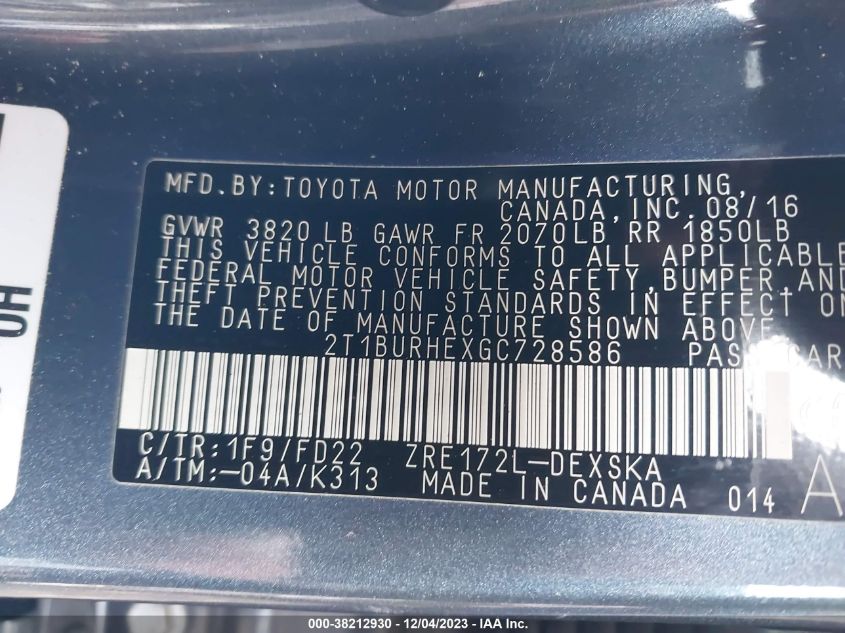 MFD. BY: TOYOTA MOTOR MANUFACTURING,
CANADA, INC. 08/16
GVWR 3820 LB GAWR FR 2070LB RR 1850LB
THIS VEHICLE CONFORMS TO ALL APPLICABLE
FEDERAL MOTOR VEHICLE SAFETY, BUMPER, AND
THEFT PREVENTION STANDARDS IN EFFECT ON
THE DATE OF MANUFACTURE SHOWN ABOVE.
2T1BURHEXGC728586 PASS CAR
C/TR: 1F9/FD22 ZRE172L-DEXSKA
A/TM: -04A/K313 MADE IN CANADA 014 A
HO
000-38212930 - 12/04/2023 - IAA Inc.